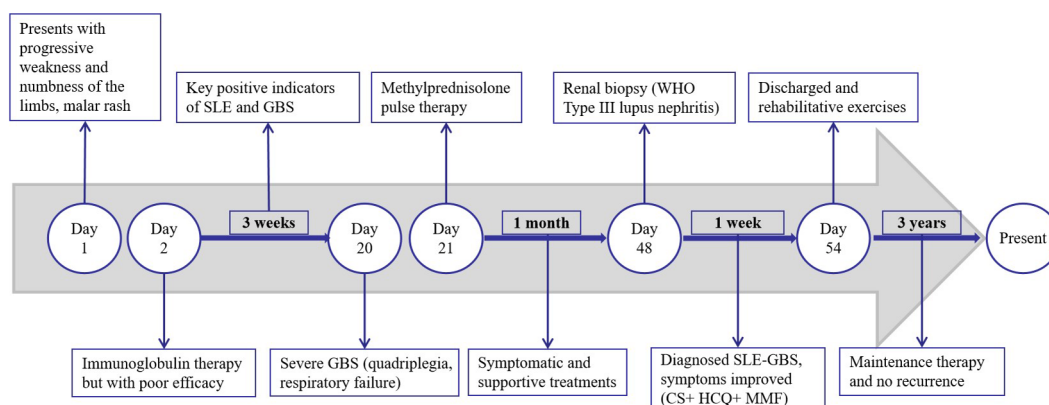 Presents with
progressive
weakness and
numbness of the
limbs, malar rash
Key positive indicators
of SLE and GBS
Methylprednisolone
pulse therapy
Renal biopsy (WHO
Type III lupus nephritis)
Discharged and
rehabilitative exercises
Day
1
Day
2
3 weeks
Day
20
Day
21
1 month
Day
48
1 week
Day
54
3 years
Present
Immunoglobulin therapy
but with poor efficacy
Severe GBS (quadriplegia,
respiratory failure)
Symptomatic and
supportive treatments
Diagnosed SLE-GBS,
symptoms improved
(CS+ HCQ+ MMF)
Maintenance therapy
and no recurrence